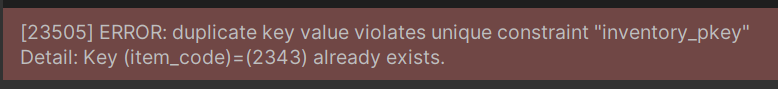 [23505] ERROR: duplicate key value violates unique constraint "inventory_pkey"
Detail: Key (item_code)=(2343) already exists.